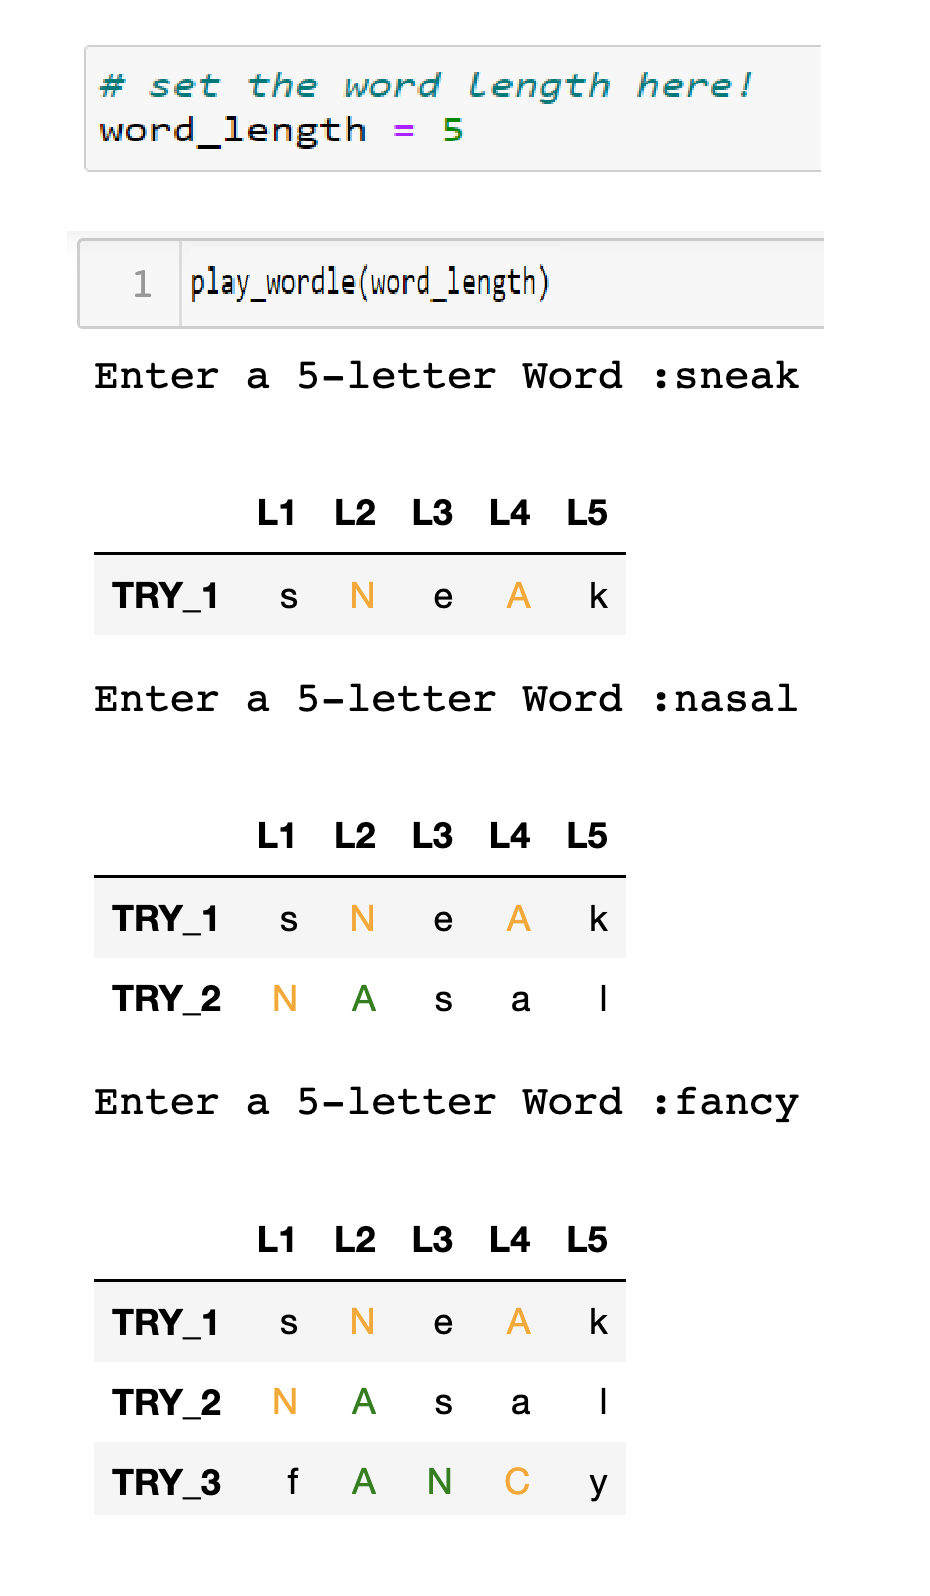 # set the word length here!
word_length = 5
1 play_wordle(word_length)
Enter a 5-letter Word :sneak
L1 L2 L3 L4 L5
TRY_1 s N e A k
Enter a 5-letter Word :nasal
L1 L2 L3 L4 L5
TRY_1 s N e A k
TRY_2 N A s a l
Enter a 5-letter Word :fancy
L1 L2 L3 L4 L5
TRY_1 s N e A k
TRY_2 N A s a l
TRY_3 f A N C y